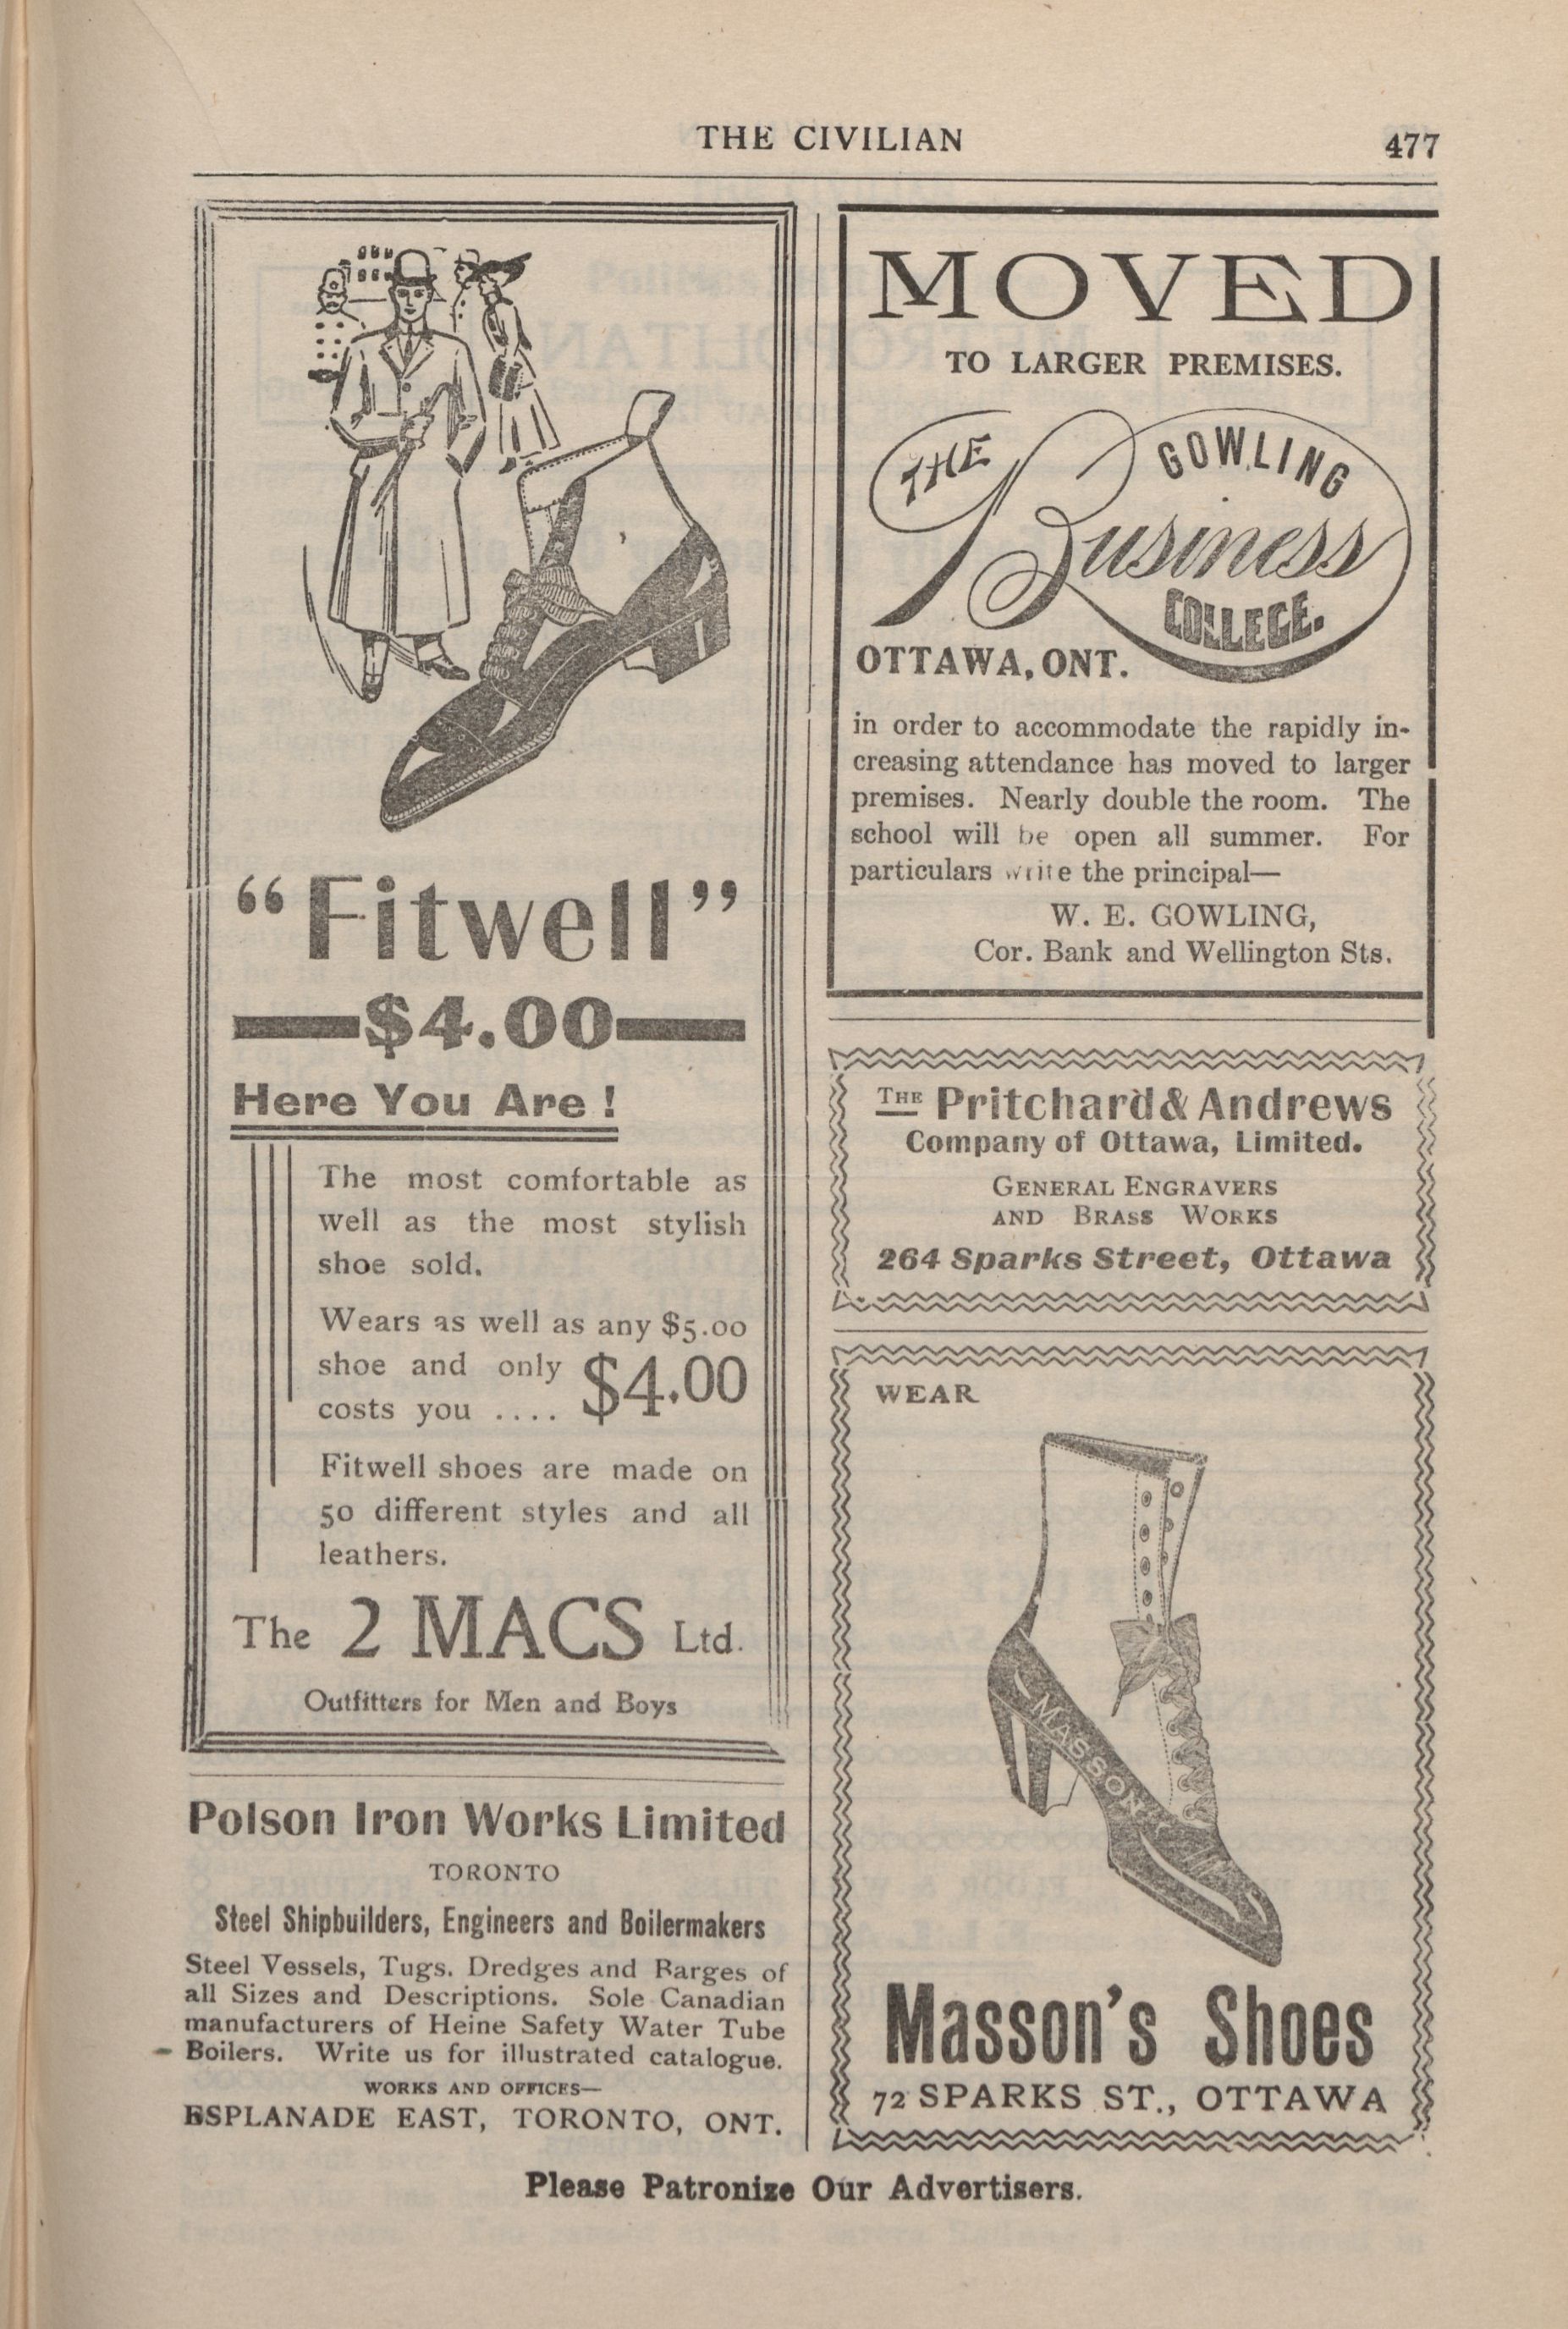 THE CIVILIAN
477
"Fitwell"
$4.00
Here You Are!
The most comfortable as
well as the most stylish
shoe sold.
Wears as well as any $5.00
shoe and only
costs you .... $4.00
Fitwell shoes are made on
50 different styles and all
leathers.
The 2 MACS Ltd.
Outfitters for Men and Boys
Polson Iron Works Limited
TORONTO
Steel Shipbuilders, Engineers and Boilermakers
Steel Vessels, Tugs. Dredges and Barges of
all Sizes and Descriptions. Sole Canadian
manufacturers of Heine Safety Water Tube
Boilers. Write us for illustrated catalogue.
WORKS AND OFFICES—
ESPLANADE EAST, TORONTO, ONT.
MOVED
TO LARGER PREMISES.
THE GOWLING
Business
COLLEGE.
OTTAWA, ONT.
in order to accommodate the rapidly in-
creasing attendance has moved to larger
premises. Nearly double the room. The
school will be open all summer. For
particulars write the principal—
W. E. GOWLING,
Cor. Bank and Wellington Sts.
THE Pritchard & Andrews
Company of Ottawa, Limited.
GENERAL ENGRAVERS
AND BRASS WORKS
264 Sparks Street, Ottawa
WEAR
MASSON
Masson's Shoes
72 SPARKS ST., OTTAWA
Please Patronize Our Advertisers.